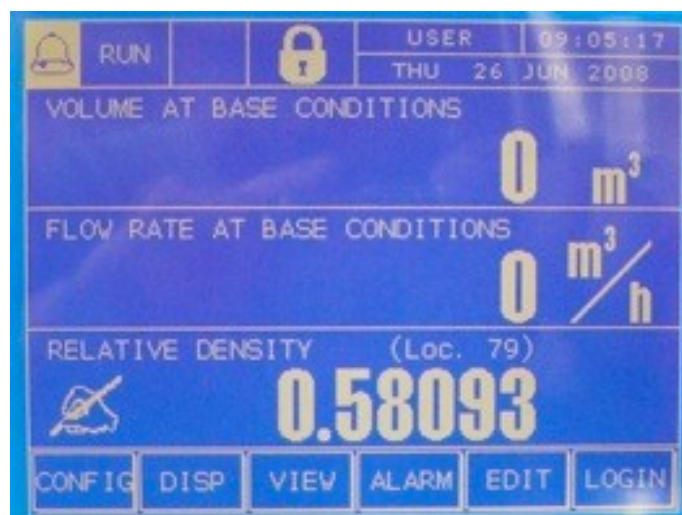 RUN USER 09:05:17
THU 26 JUN 2008
VOLUME AT BASE CONDITIONS
0 m³
FLOW RATE AT BASE CONDITIONS
0 m³/h
RELATIVE DENSITY (Loc. 79)
0.58093
CONFIG DISP VIEW ALARM EDIT LOGIN